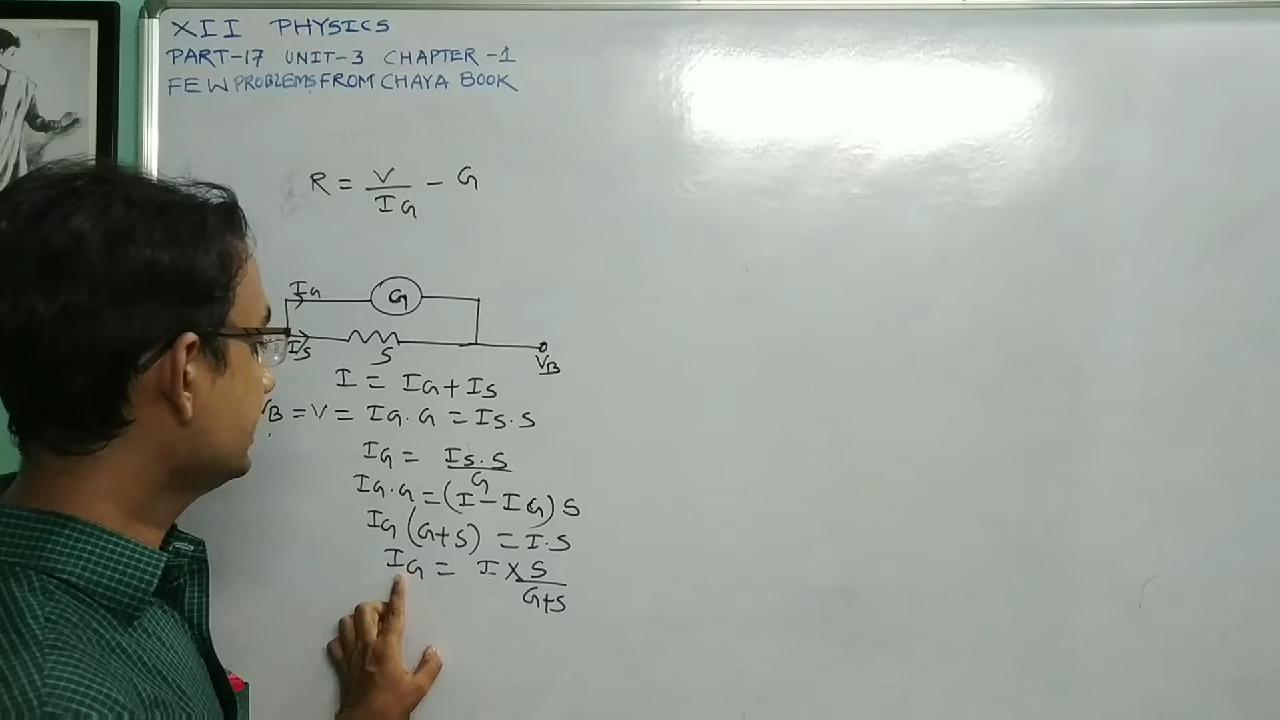 XII PHYSICS
PART-17 UNIT-3 CHAPTER-1
FEW PROBLEMS FROM CHAYA BOOK
R = V/IG - G
IG
G
IS
S
VB
I = IG + IS
VB = V = IG.G = IS.S
IG = IS.S/G
IG.G = (I - IG) S
IG (G+S) = I.S
IG = I × S/G+S